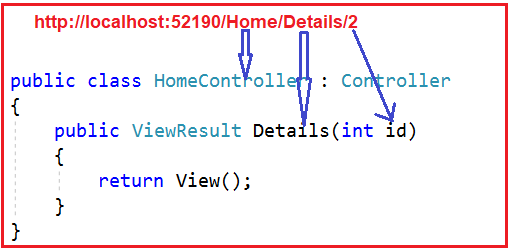 http://localhost:52190/Home/Details/2
public class HomeController : Controller
{
public ViewResult Details(int id)
{
return View();
}
}